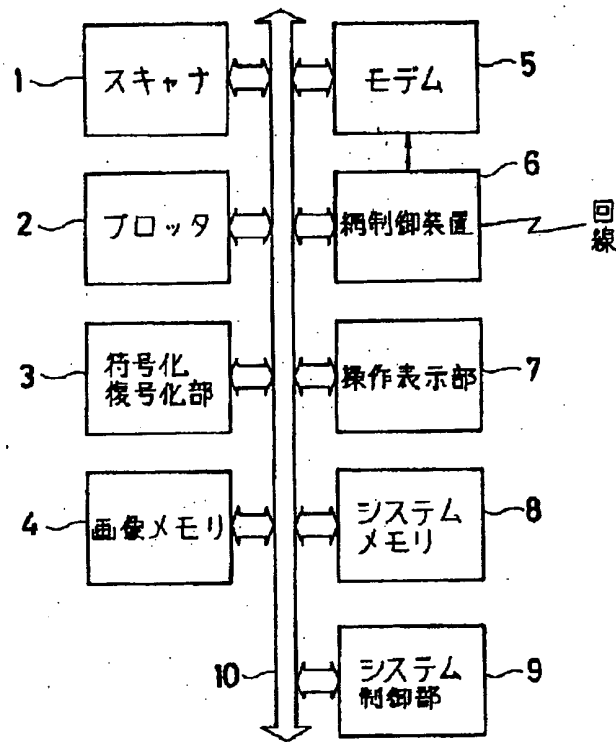 1
スキャナ
モデム
5
2
プロッタ
網制御装置
6
回線
3
符号化
復号化部
操作表示部
7
4
画像メモリ
システム
メモリ
8
10
システム
制御部
9